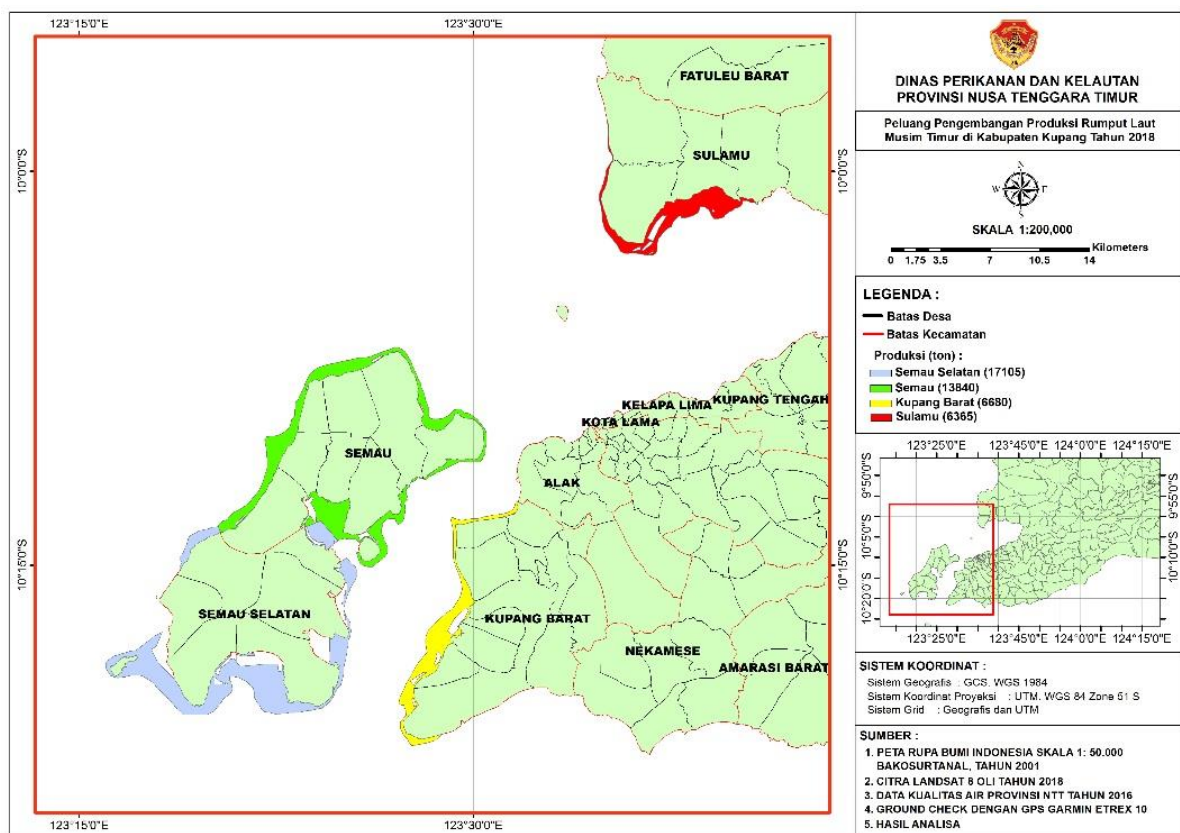 123°15'0"E 123°30'0"E
FATULEU BARAT
SULAMU
10°0'0"S 10°0'0"S
KELAPA LIMA KUPANG TENGAH
KOTA LAMA
SEMAU
ALAK
10°15'0"S 10°15'0"S
SEMAU SELATAN
KUPANG BARAT
NEKAMESE
AMARASI BARAT
123°15'0"E 123°30'0"E
DINAS PERIKANAN DAN KELAUTAN
PROVINSI NUSA TENGGARA TIMUR
Peluang Pengembangan Produksi Rumput Laut
Musim Timur di Kabupaten Kupang Tahun 2018
N
W E
S
SKALA 1:200,000
Kilometers
0 1.75 3.5 7 10.5 14
LEGENDA :
Batas Desa
Batas Kecamatan
Produksi (ton) :
Semau Selatan (17105)
Semau (13840)
Kupang Barat (6680)
Sulamu (6365)
123°25'0"E 123°45'0"E 124°0'0"E 124°15'0"E
9°50'0"S 9°55'0"S
9°55'0"S
10°5'0"S 10°10'0"S
10°20'0"S
123°25'0"E 123°45'0"E 124°0'0"E 124°15'0"E
SISTEM KOORDINAT :
Sistem Geografis : GCS. WGS 1984
Sistem Koordinat Proyeksi : UTM. WGS 84 Zone 51 S
Sistem Grid : Geografis dan UTM
SUMBER :
1. PETA RUPA BUMI INDONESIA SKALA 1: 50.000
BAKOSURTANAL, TAHUN 2001
2. CITRA LANDSAT 8 OLI TAHUN 2018
3. DATA KUALITAS AIR PROVINSI NTT TAHUN 2016
4. GROUND CHECK DENGAN GPS GARMIN ETREX 10
5. HASIL ANALISA